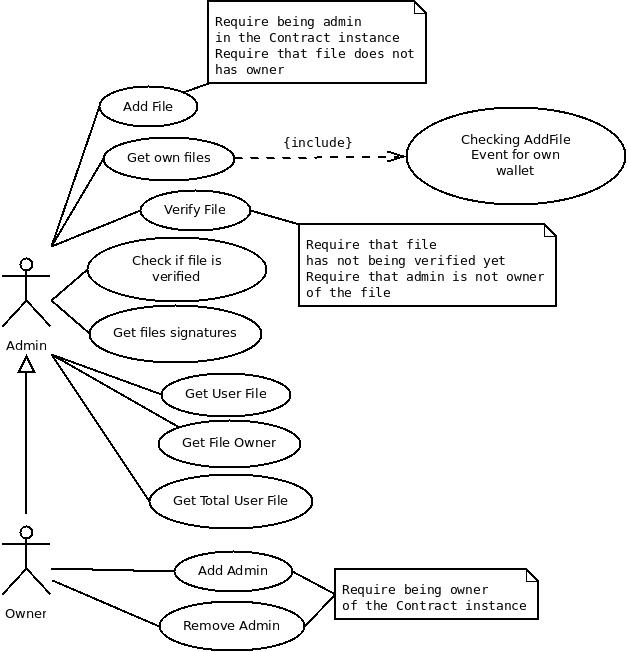 Require being admin
in the Contract instance
Require that file does not
has owner
Add File
Get own files
{include}
Checking AddFile
Event for own
wallet
Verify File
Require that file
has not being verified yet
Require that admin is not owner
of the file
Check if file is
verified
Get files signatures
Admin
Get User File
Get File Owner
Get Total User File
Owner
Add Admin
Require being owner
of the Contract instance
Remove Admin